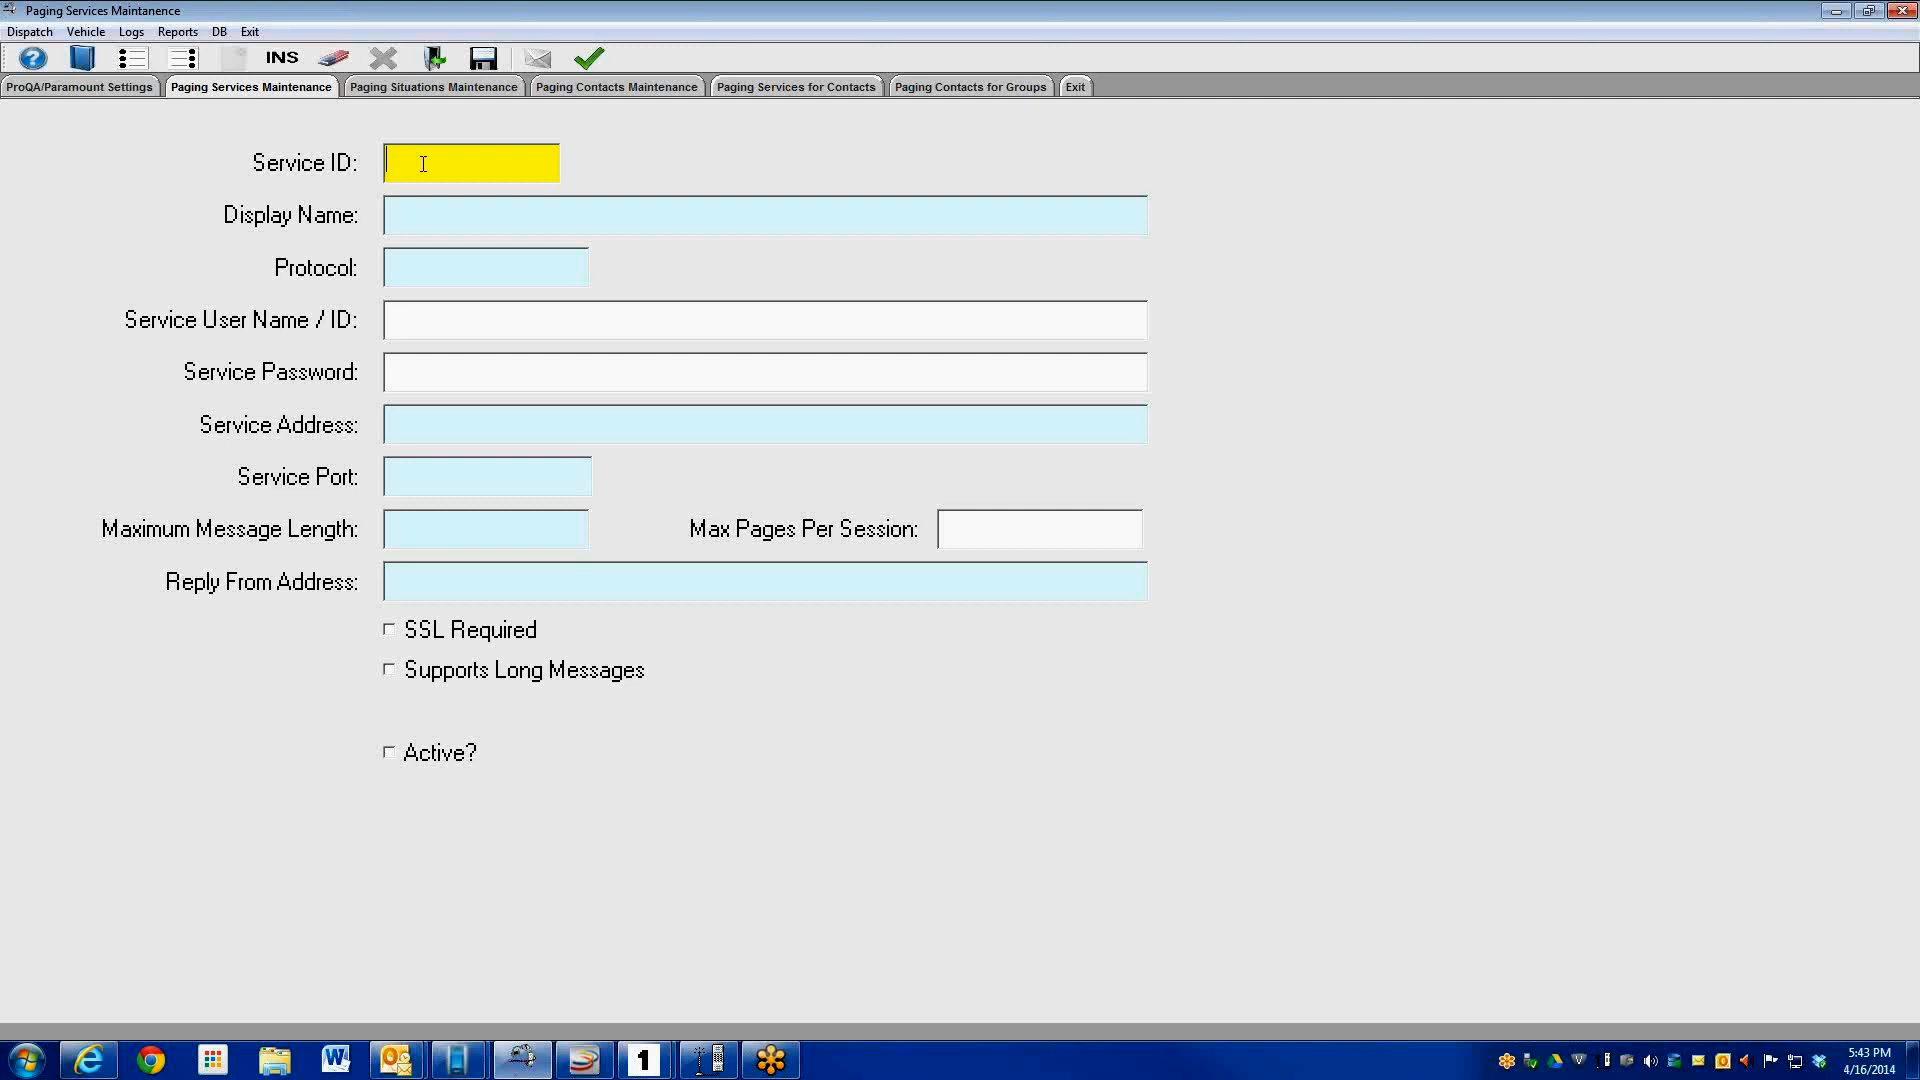 Paging Services Maintanence
Dispatch Vehicle Logs Reports DB Exit
INS
ProQA/Paramount Settings Paging Services Maintenance Paging Situations Maintenance Paging Contacts Maintenance Paging Services for Contacts Paging Contacts for Groups Exit
Service ID:
Display Name:
Protocol:
Service User Name / ID:
Service Password:
Service Address:
Service Port:
Maximum Message Length: Max Pages Per Session:
Reply From Address:
SSL Required
Supports Long Messages
Active?
1
5:43 PM
4/16/2014